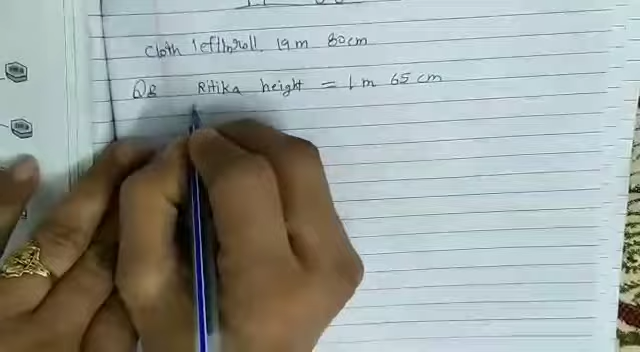 Cloth left in roll 19 m 80 cm
Q8 Ritika height = 1 m 65 cm